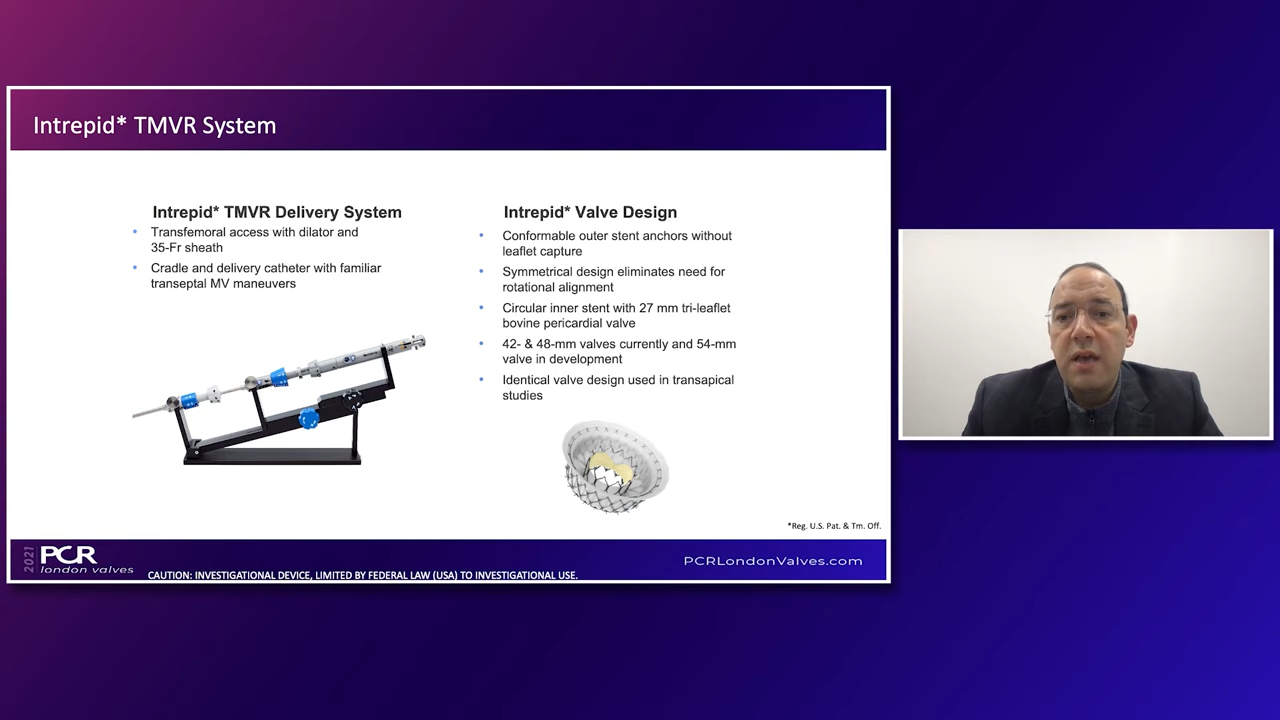 Intrepid* TMVR System
Intrepid* TMVR Delivery System
• Transfemoral access with dilator and
35-Fr sheath
• Cradle and delivery catheter with familiar
transeptal MV maneuvers
Intrepid* Valve Design
• Conformable outer stent anchors without
leaflet capture
• Symmetrical design eliminates need for
rotational alignment
• Circular inner stent with 27 mm tri-leaflet
bovine pericardial valve
• 42- & 48-mm valves currently and 54-mm
valve in development
• Identical valve design used in transapical
studies
*Reg. U.S. Pat. & Tm. Off.
2021
PCR
london valves
CAUTION: INVESTIGATIONAL DEVICE, LIMITED BY FEDERAL LAW (USA) TO INVESTIGATIONAL USE.
PCRLondonValves.com